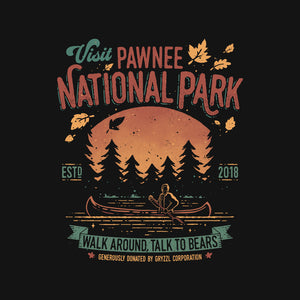 Visit PAWNEE
NATIONAL PARK
ESTD 2018
WALK AROUND, TALK TO BEARS
GENEROUSLY DONATED BY GRYZZL CORPORATION